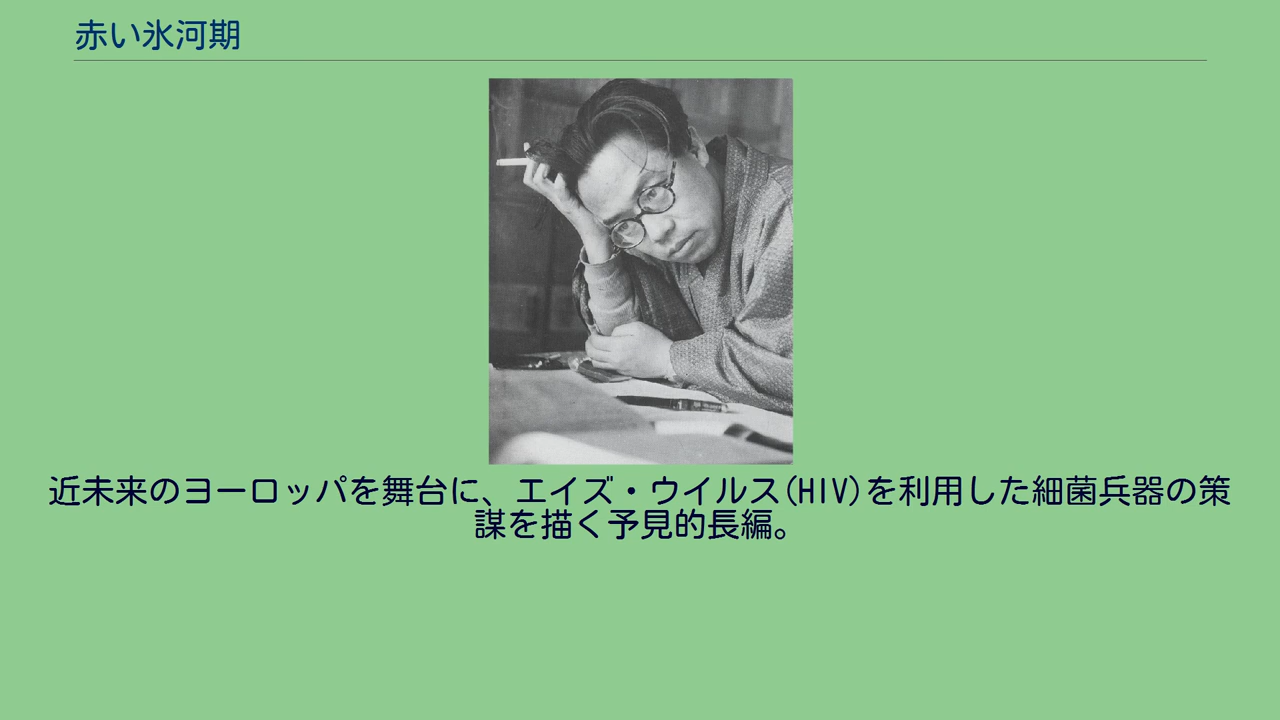 赤い氷河期
近未来のヨーロッパを舞台に、エイズ・ウイルス(HIV)を利用した細菌兵器の策
謀を描く予見的長編。